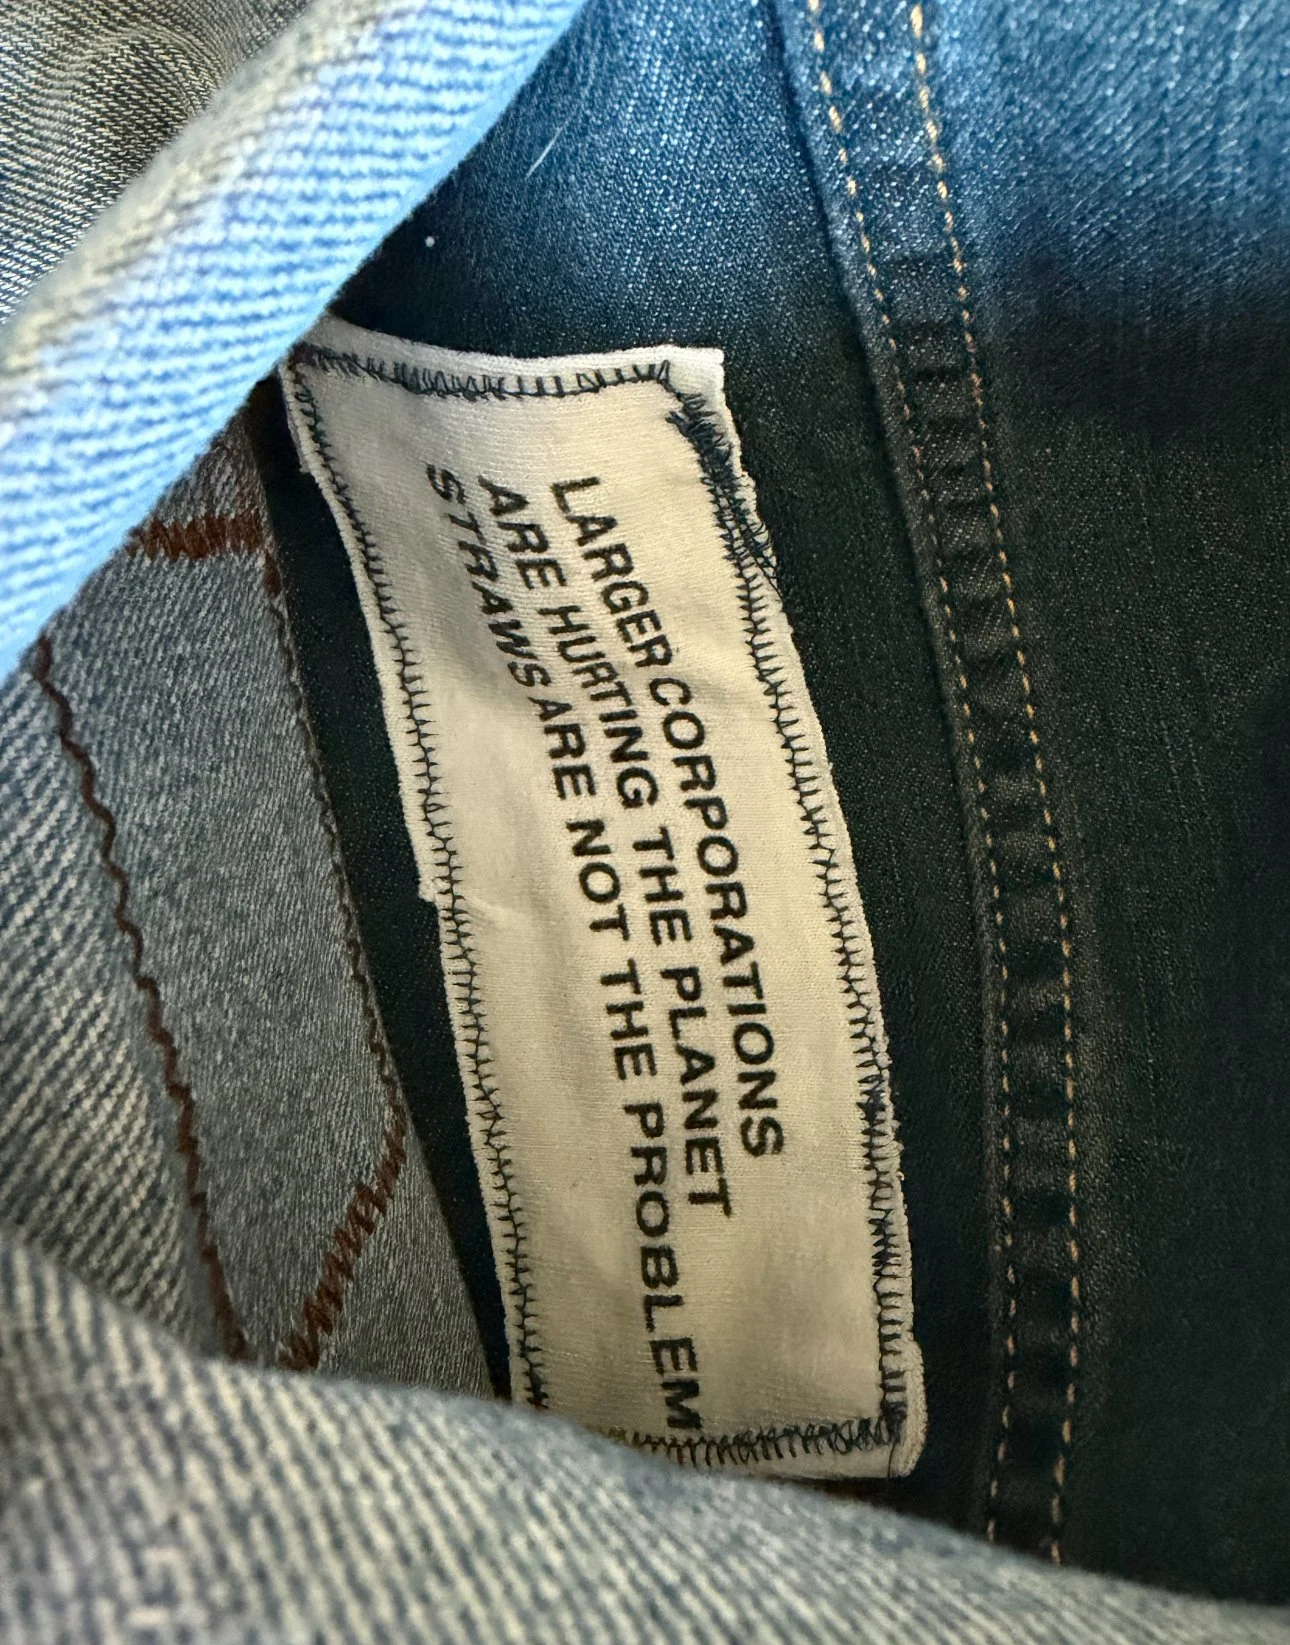 LARGER CORPORATIONS
ARE HURTING THE PLANET
STRAWS ARE NOT THE PROBLEM